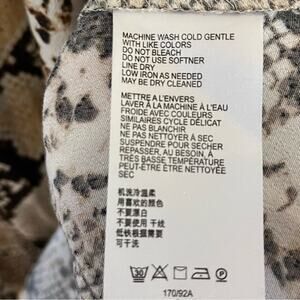 MACHINE WASH COLD GENTLE
WITH LIKE COLORS
DO NOT BLEACH
DO NOT USE SOFTNER
LINE DRY
LOW IRON AS NEEDED
MAY BE DRY CLEANED
METTRE A L'ENVERS
LAVER À LA MACHINE À L'EAU
FROIDE AVEC COULEURS
SIMILAIRES CYCLE DÉLICAT
NE PAS BLANCHIR
NE PAS NETTOYER À SEC
SUSPENDRE POUR SÉCHER
REPASSER, AU BESOIN, À
TRÈS BASSE TEMPÉRATURE
PEUT-ÊTRE ÊTRE NETTOYÉE
SEC
机洗冷温柔
用喜欢的颜色
不要漂白
不要使用 干线
低铁根据需要
可干洗
30
170/92A